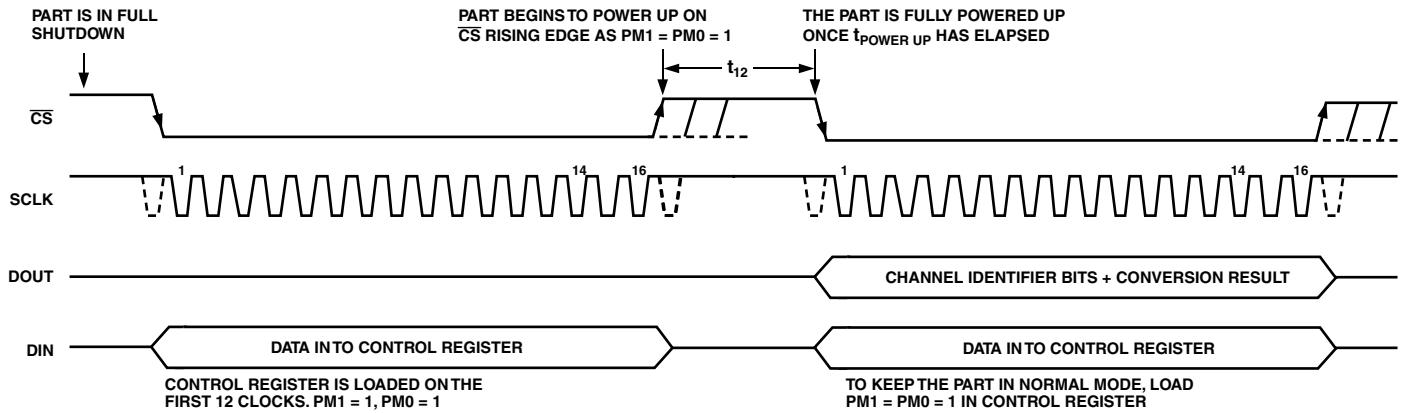 PART IS IN FULL
SHUTDOWN
PART BEGINS TO POWER UP ON
CS RISING EDGE AS PM1 = PM0 = 1
THE PART IS FULLY POWERED UP
ONCE tPOWER UP HAS ELAPSED
t12
CS
SCLK
1
14
16
1
14
16
DOUT
CHANNEL IDENTIFIER BITS + CONVERSION RESULT
DIN
DATA IN TO CONTROL REGISTER
DATA IN TO CONTROL REGISTER
CONTROL REGISTER IS LOADED ON THE
FIRST 12 CLOCKS. PM1 = 1, PM0 = 1
TO KEEP THE PART IN NORMAL MODE, LOAD
PM1 = PM0 = 1 IN CONTROL REGISTER